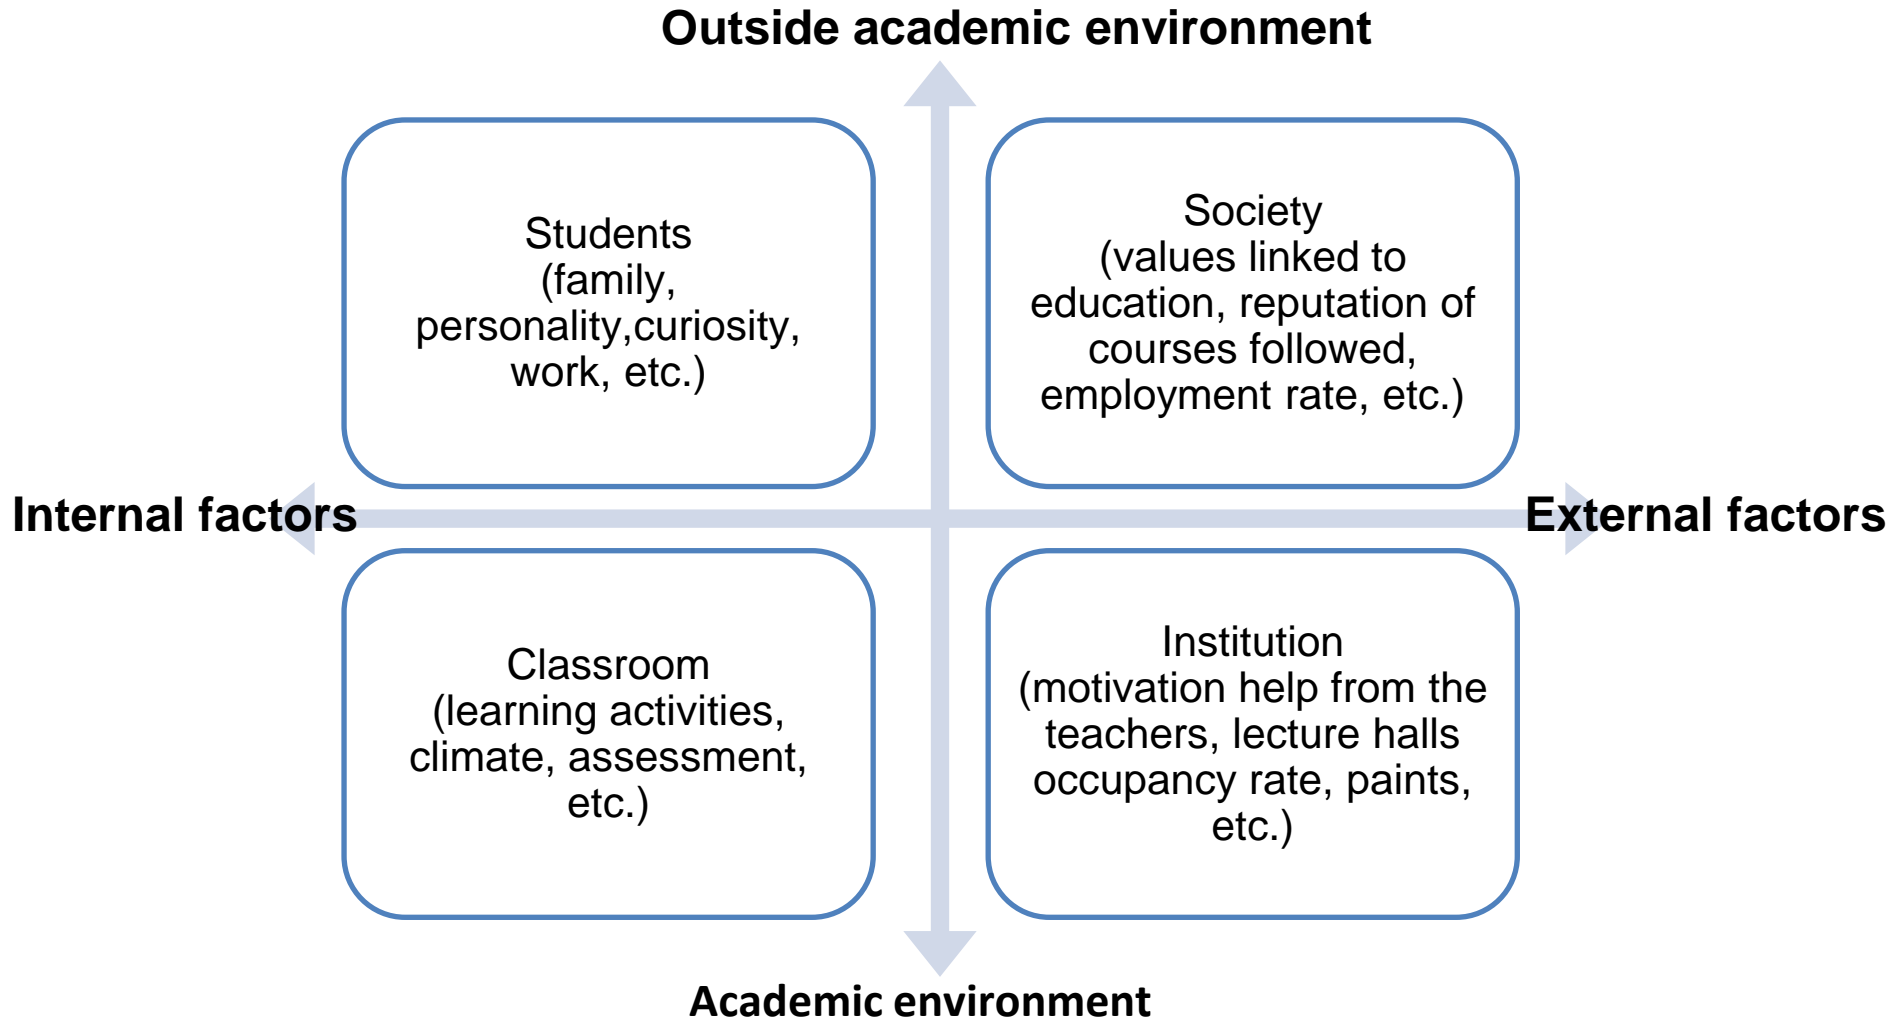 Outside academic environment
Students
(family,
personality,curiosity,
work, etc.)
Society
(values linked to
education, reputation of
courses followed,
employment rate, etc.)
Internal factors
External factors
Classroom
(learning activities,
climate, assessment,
etc.)
Institution
(motivation help from the
teachers, lecture halls
occupancy rate, paints,
etc.)
Academic environment